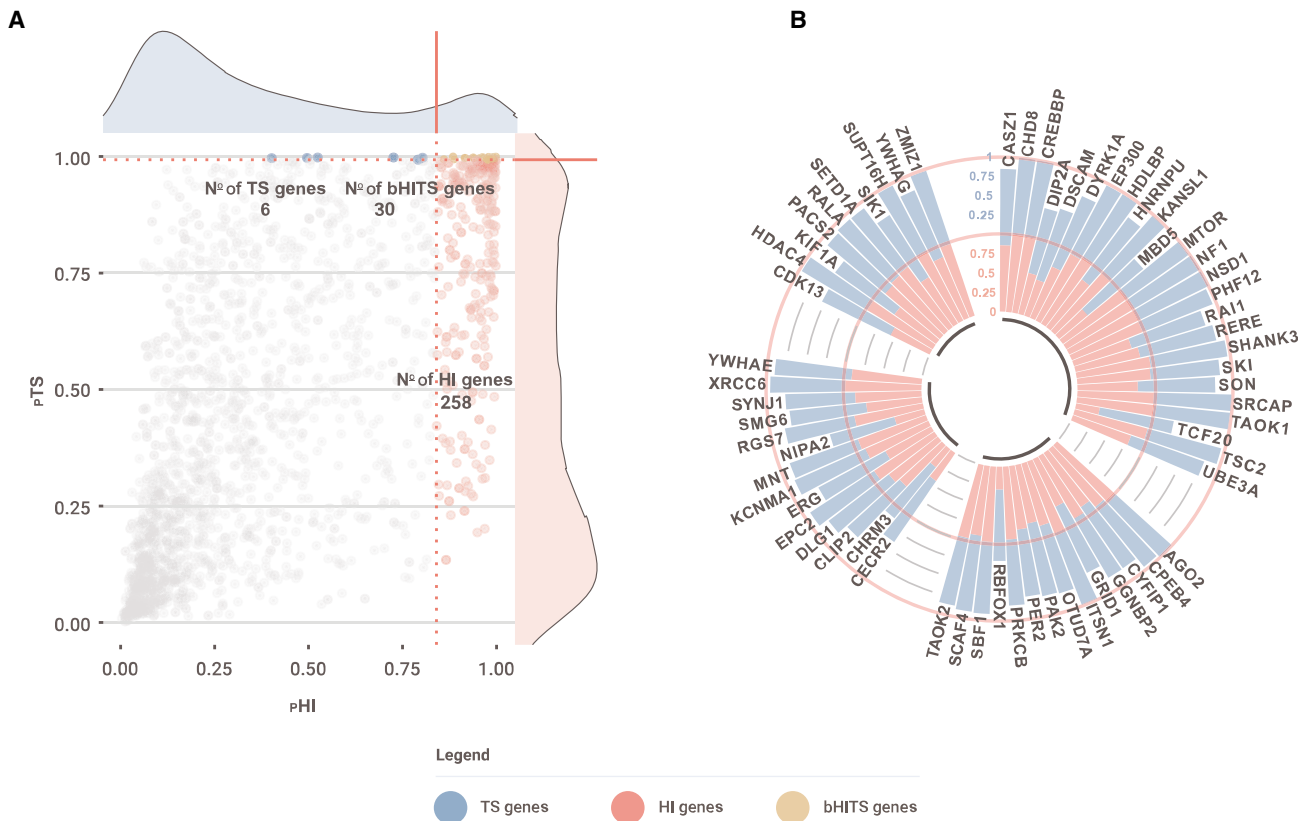 A
B
1.00
0.75
0.50
0.25
0.00
pTS
Nº of TS genes
6
Nº of bHITS genes
30
Nº of HI genes
258
0.00
0.25
0.50
0.75
1.00
pHI
1
0.75
0.5
0.25
0.75
0.5
0.25
0
CASZ1
CHD8
CREBBP
DIP2A
DSCAM
DYRK1A
EP300
HDLBP
HNRNPU
KANSL1
MBD5
MTOR
NF1
NSD1
PHF12
RAI1
RERE
SHANK3
SKI
SON
SRCAP
TAOK1
TCF20
TSC2
UBE3A
AGO2
CPEB4
CYFIP1
GGNBP2
GRID1
ITSN1
OTUD7A
PAK2
PER2
PRKCB
RBFOX1
SBF1
SCAF4
TAOK2
CECR2
CHRM3
CLIP2
DLG1
EPC2
ERG
KCNMA1
MNT
NIPA2
RGS7
SMG6
SYNJ1
XRCC6
YWHAE
CDK13
HDAC4
KIF1A
PACS2
RALA
SETD1A
SIK1
SUPT16H
YWHAG
ZMIZ1
Legend
TS genes
HI genes
bHITS genes